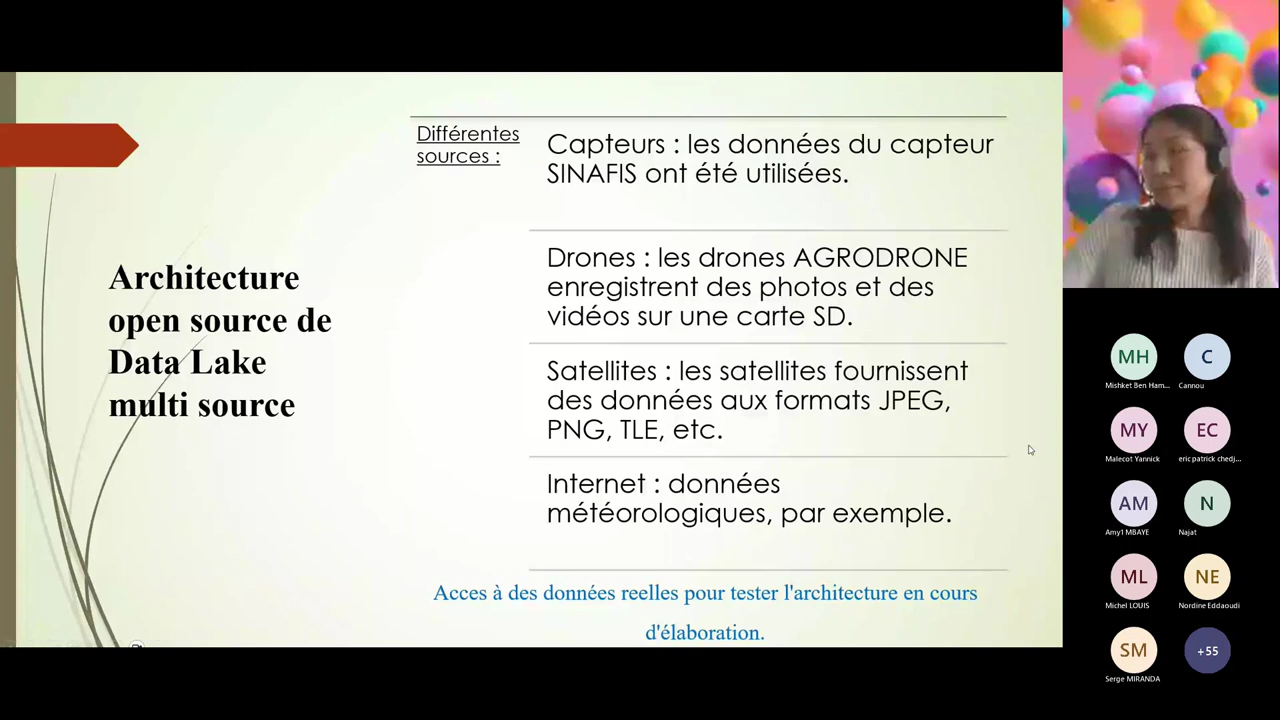 Architecture
open source de
Data Lake
multi source
Différentes
sources :
Capteurs : les données du capteur
SINAFIS ont été utilisées.
Drones : les drones AGRODRONE
enregistrent des photos et des
vidéos sur une carte SD.
Satellites : les satellites fournissent
des données aux formats JPEG,
PNG, TLE, etc.
Internet : données
météorologiques, par exemple.
Acces à des données reelles pour tester l'architecture en cours
d'élaboration.
MH
C
Mishket Ben Ham...
Cannou
MY
EC
Malecot Yannick
eric patrick chedj...
AM
N
Amy1 MBAYE
Najat
ML
NE
Michel LOUIS
Nordine Eddaoudi
SM
+55
Serge MIRANDA